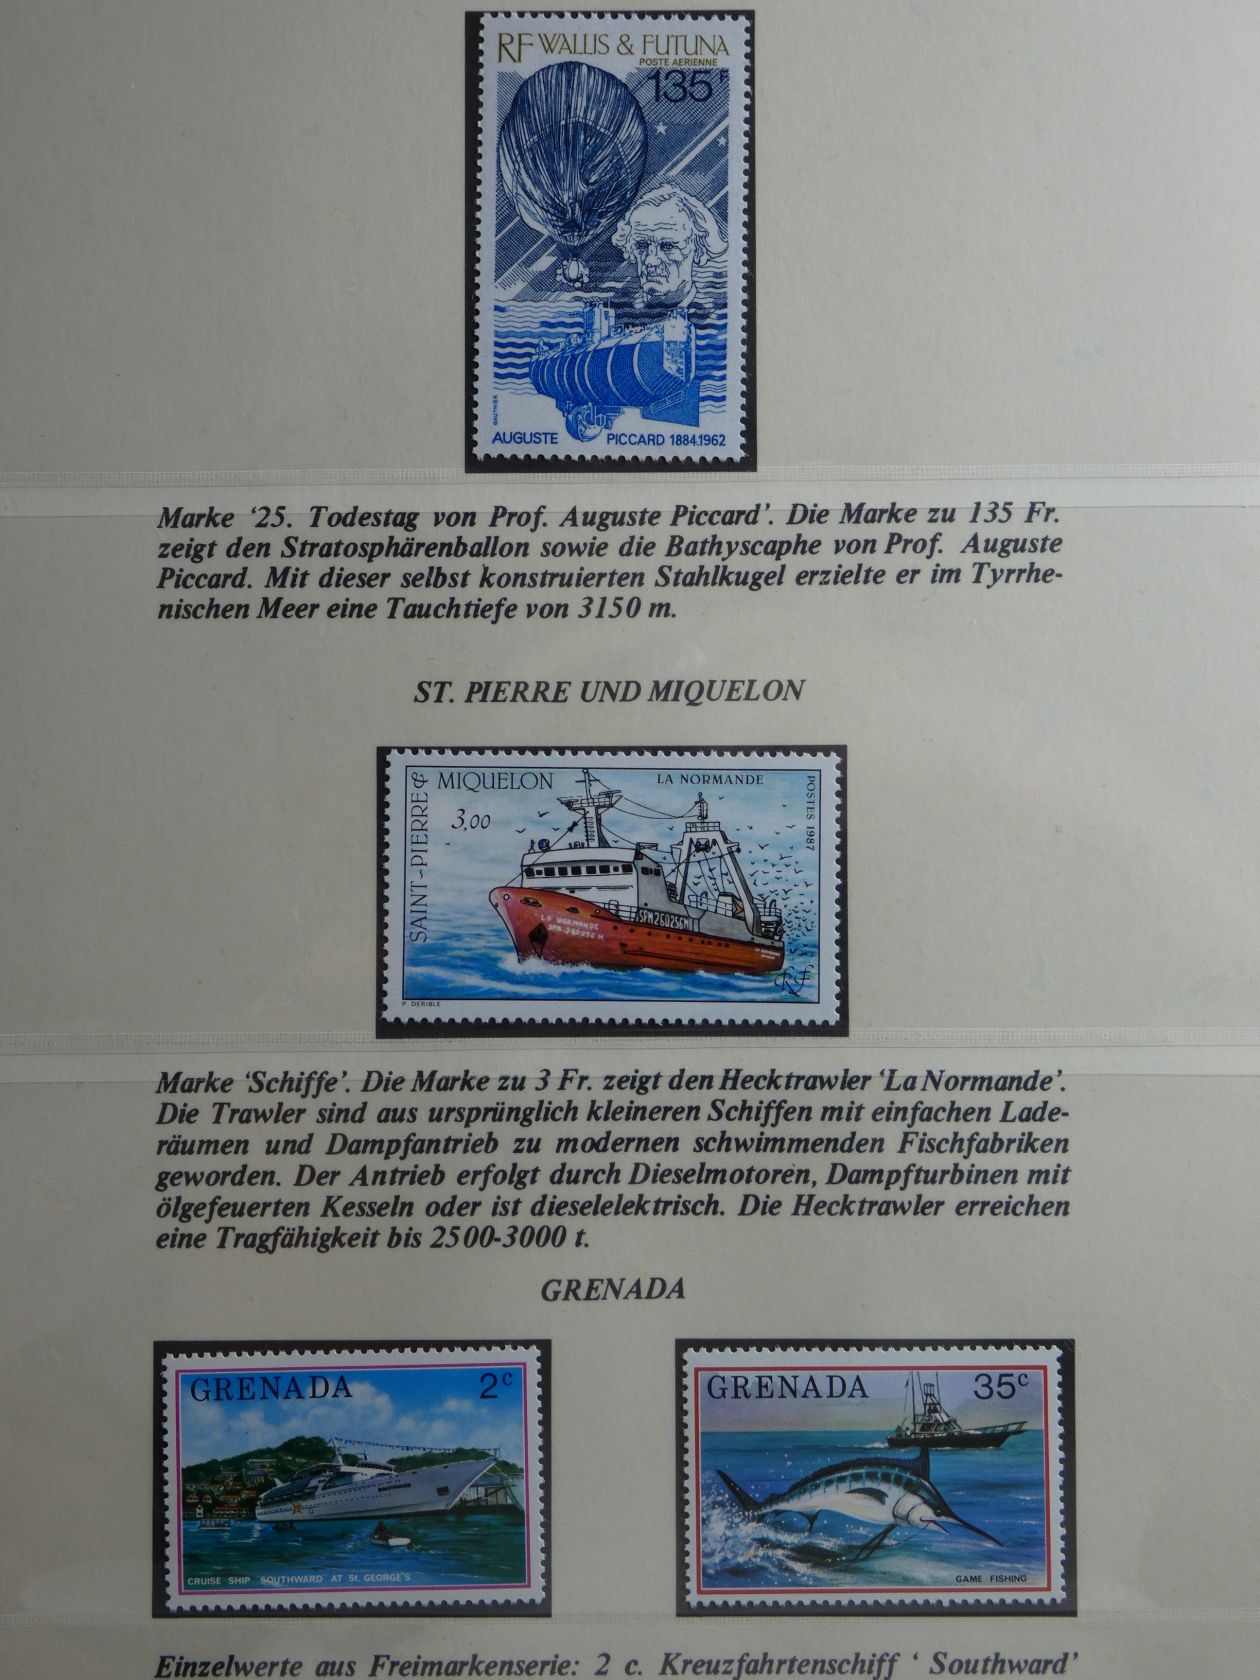 RF WALLIS & FUTUNA
POSTE AERIENNE
135F
GAUTHIER
AUGUSTE PICCARD 1884.1962
Marke ‘25. Todestag von Prof. Auguste Piccard’. Die Marke zu 135 Fr.
zeigt den Stratosphärenballon sowie die Bathyscaphe von Prof. Auguste
Piccard. Mit dieser selbst konstruierten Stahlkugel erzielte er im Tyrrhe-
nischen Meer eine Tauchtiefe von 3150 m.
ST. PIERRE UND MIQUELON
SAINT-PIERRE &
MIQUELON
LA NORMANDE
POSTES 1987
3,00
LA NORMANDE
SPM 260256 M
SPM260256M
RF
P. DERIBLE
Marke ‘Schiffe’. Die Marke zu 3 Fr. zeigt den Hecktrawler ‘La Normande’.
Die Trawler sind aus ursprünglich kleineren Schiffen mit einfachen Lade-
räumen und Dampfantrieb zu modernen schwimmenden Fischfabriken
geworden. Der Antrieb erfolgt durch Dieselmotoren, Dampfturbinen mit
ölgefeuerten Kesseln oder ist dieselelektrisch. Die Hecktrawler erreichen
eine Tragfähigkeit bis 2500-3000 t.
GRENADA
GRENADA 2c
CRUISE SHIP "SOUTHWARD" AT ST. GEORGE'S
GRENADA 35c
GAME FISHING
Einzelwerte aus Freimarkenserie: 2 c. Kreuzfahrtenschiff ‘ Southward’